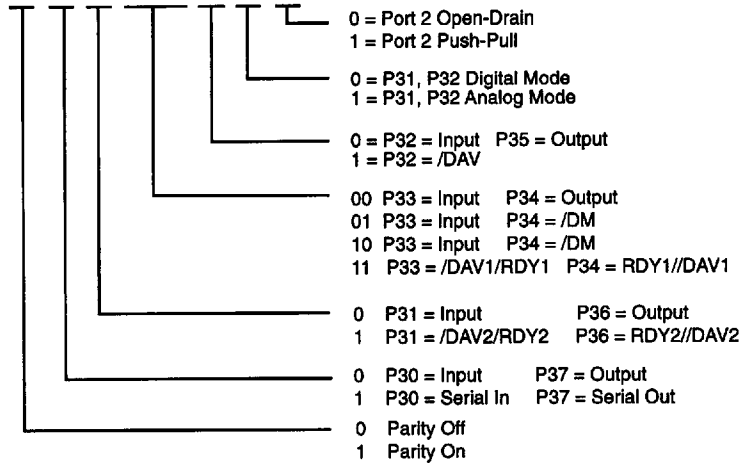 0 = Port 2 Open-Drain
1 = Port 2 Push-Pull
0 = P31, P32 Digital Mode
1 = P31, P32 Analog Mode
0 = P32 = Input P35 = Output
1 = P32 = /DAV
00 P33 = Input P34 = Output
01 P33 = Input P34 = /DM
10 P33 = Input P34 = /DM
11 P33 = /DAV1/RDY1 P34 = RDY1//DAV1
0 P31 = Input P36 = Output
1 P31 = /DAV2/RDY2 P36 = RDY2//DAV2
0 P30 = Input P37 = Output
1 P30 = Serial In P37 = Serial Out
0 Parity Off
1 Parity On